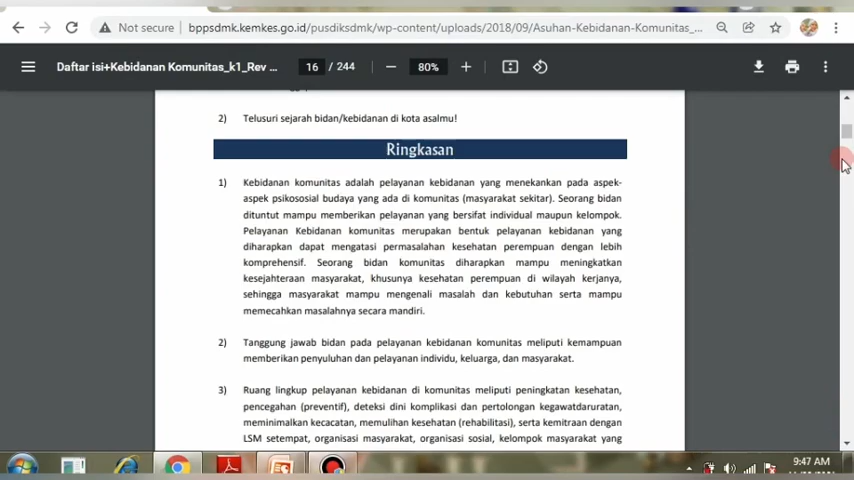 Not secure
bppsdmk.kemkes.go.id/pusdiksdmk/wp-content/uploads/2018/09/Asuhan-Kebidanan-Komunitas_...
Daftar isi+Kebidanan Komunitas_k1_Rev ...
16 / 244
80%
2) Telusuri sejarah bidan/kebidanan di kota asalmu!
Ringkasan
1) Kebidanan komunitas adalah pelayanan kebidanan yang menekankan pada aspek-
aspek psikososial budaya yang ada di komunitas (masyarakat sekitar). Seorang bidan
dituntut mampu memberikan pelayanan yang bersifat individual maupun kelompok.
Pelayanan Kebidanan komunitas merupakan bentuk pelayanan kebidanan yang
diharapkan dapat mengatasi permasalahan kesehatan perempuan dengan lebih
komprehensif. Seorang bidan komunitas diharapkan mampu meningkatkan
kesejahteraan masyarakat, khusunya kesehatan perempuan di wilayah kerjanya,
sehingga masyarakat mampu mengenali masalah dan kebutuhan serta mampu
memecahkan masalahnya secara mandiri.
2) Tanggung jawab bidan pada pelayanan kebidanan komunitas meliputi kemampuan
memberikan penyuluhan dan pelayanan individu, keluarga, dan masyarakat.
3) Ruang lingkup pelayanan kebidanan di komunitas meliputi peningkatan kesehatan,
pencegahan (preventif), deteksi dini komplikasi dan pertolongan kegawatdaruratan,
meminimalkan kecacatan, memulihan kesehatan (rehabilitasi), serta kemitraan dengan
LSM setempat, organisasi masyarakat, organisasi sosial, kelompok masyarakat yang
9:47 AM